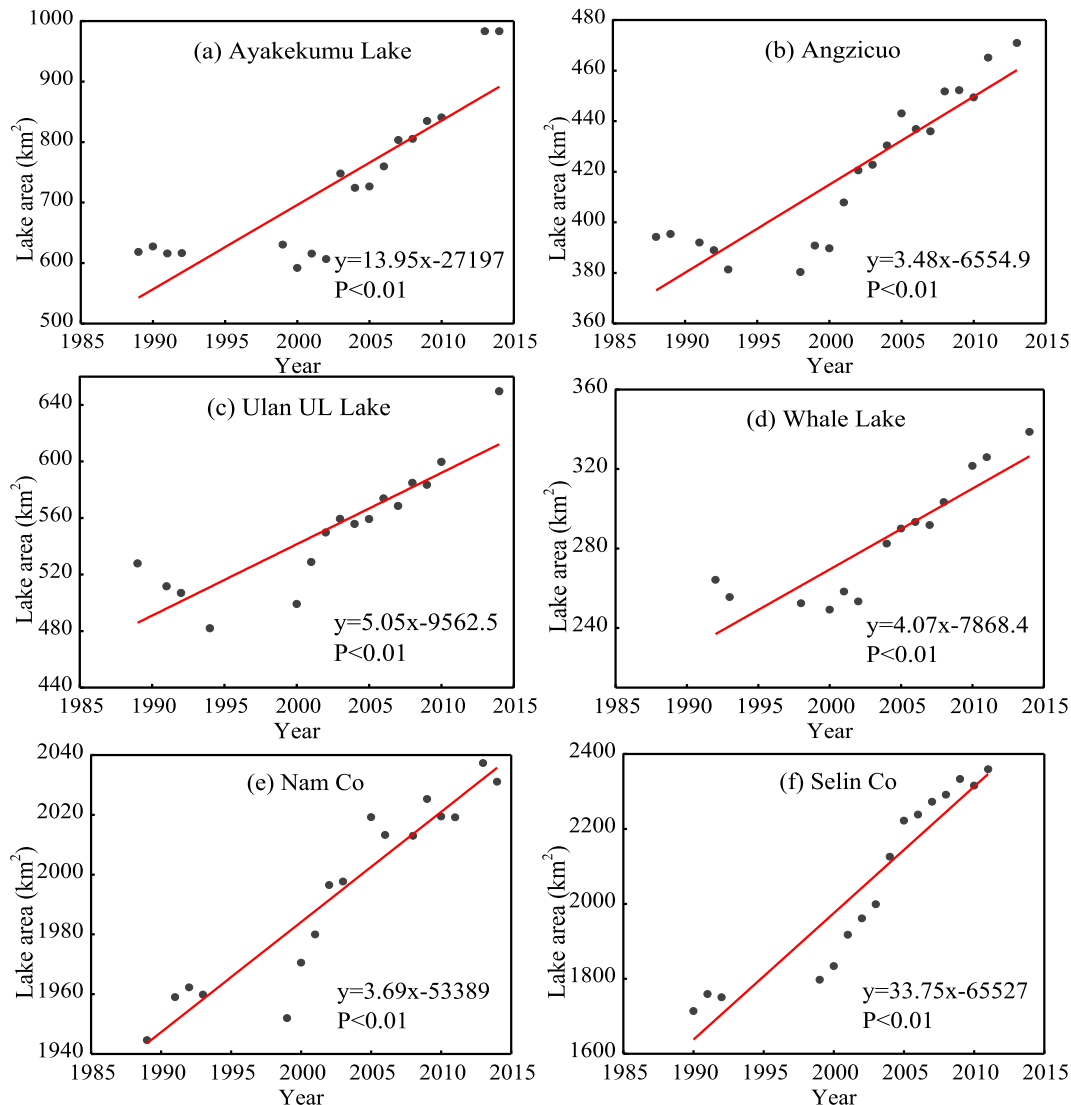 (a) Ayakekumu Lake
Lake area (km²)
1000
900
800
700
600
500
y=13.95x-27197
P<0.01
1985 1990 1995 2000 2005 2010 2015
Year
(b) Angzicuo
Lake area (km²)
480
460
440
420
400
380
360
y=3.48x-6554.9
P<0.01
1985 1990 1995 2000 2005 2010 2015
Year
(c) Ulan UL Lake
Lake area (km²)
640
600
560
520
480
440
y=5.05x-9562.5
P<0.01
1985 1990 1995 2000 2005 2010 2015
Year
(d) Whale Lake
Lake area (km²)
360
320
280
240
y=4.07x-7868.4
P<0.01
1985 1990 1995 2000 2005 2010 2015
Year
(e) Nam Co
Lake area (km²)
2040
2020
2000
1980
1960
1940
y=3.69x-53389
P<0.01
1985 1990 1995 2000 2005 2010 2015
Year
(f) Selin Co
Lake area (km²)
2400
2200
2000
1800
1600
y=33.75x-65527
P<0.01
1985 1990 1995 2000 2005 2010 2015
Year